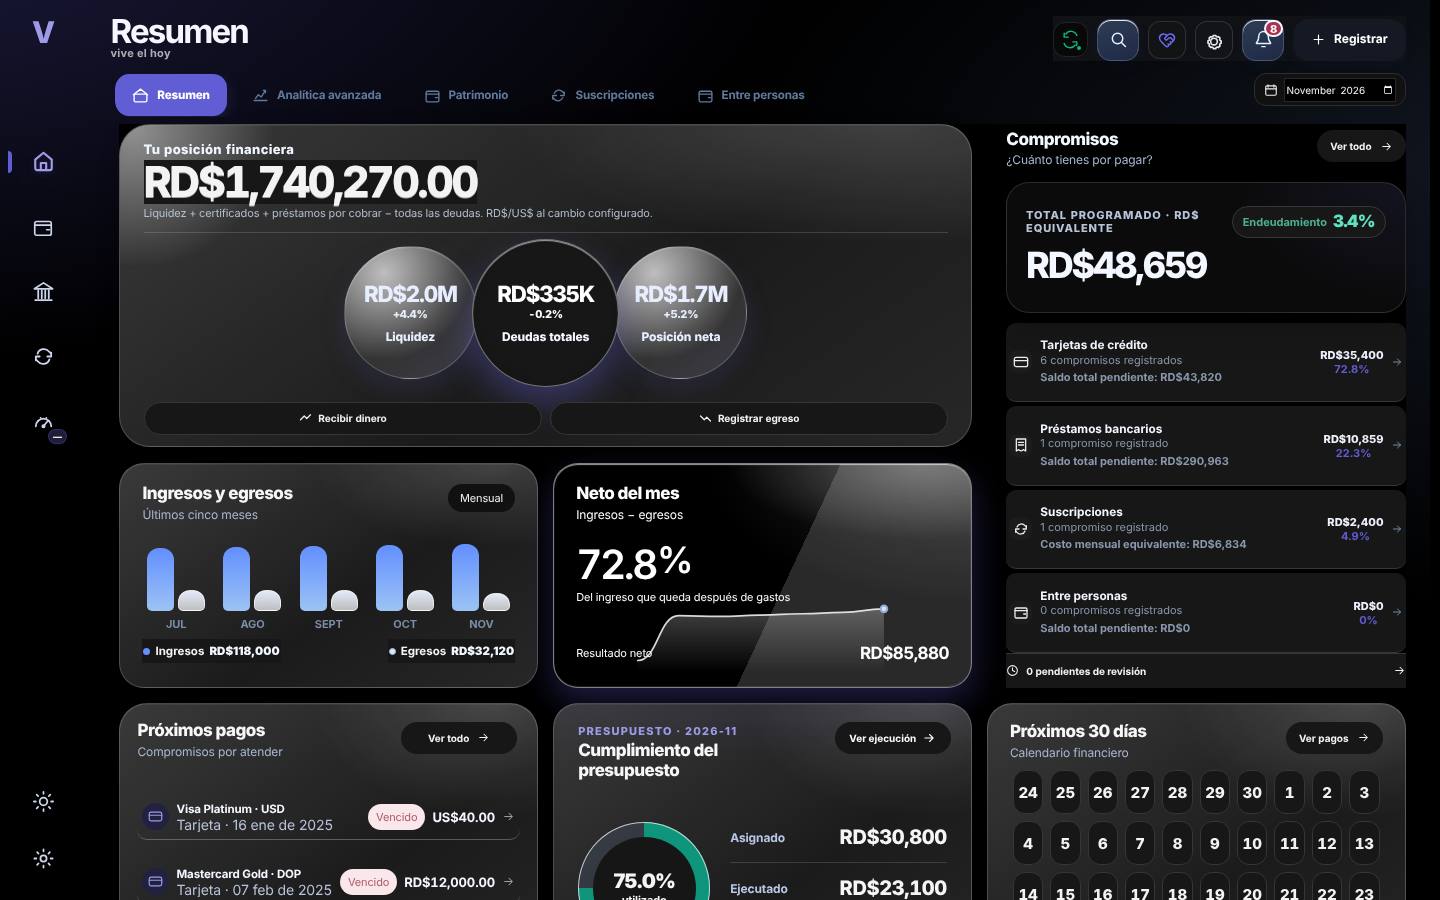 V
Resumen
vive el hoy
8
Registrar
Resumen
Analítica avanzada
Patrimonio
Suscripciones
Entre personas
November 2026
Tu posición financiera
RD$1,740,270.00
Liquidez + certificados + préstamos por cobrar − todas las deudas. RD$/US$ al cambio configurado.
RD$2.0M
+4.4%
Liquidez
RD$335K
-0.2%
Deudas totales
RD$1.7M
+5.2%
Posición neta
Recibir dinero
Registrar egreso
Compromisos
¿Cuánto tienes por pagar?
Ver todo
TOTAL PROGRAMADO · RD$
EQUIVALENTE
Endeudamiento 3.4%
RD$48,659
Tarjetas de crédito
6 compromisos registrados
Saldo total pendiente: RD$43,820
RD$35,400
72.8%
Préstamos bancarios
1 compromiso registrado
Saldo total pendiente: RD$290,963
RD$10,859
22.3%
Suscripciones
1 compromiso registrado
Costo mensual equivalente: RD$6,834
RD$2,400
4.9%
Entre personas
0 compromisos registrados
Saldo total pendiente: RD$0
RD$0
0%
0 pendientes de revisión
Ingresos y egresos
Últimos cinco meses
Mensual
JUL AGO SEPT OCT NOV
Ingresos RD$118,000
Egresos RD$32,120
Neto del mes
Ingresos − egresos
72.8%
Del ingreso que queda después de gastos
Resultado neto
RD$85,880
Próximos pagos
Compromisos por atender
Ver todo
Visa Platinum · USD
Tarjeta · 16 ene de 2025
Vencido
US$40.00
Mastercard Gold · DOP
Tarjeta · 07 feb de 2025
Vencido
RD$12,000.00
PRESUPUESTO · 2026-11
Cumplimiento del
presupuesto
Ver ejecución
75.0%
utilizado
Asignado RD$30,800
Ejecutado RD$23,100
Próximos 30 días
Calendario financiero
Ver pagos
24 25 26 27 28 29 30 1 2 3
4 5 6 7 8 9 10 11 12 13
14 15 16 17 18 19 20 21 22 23